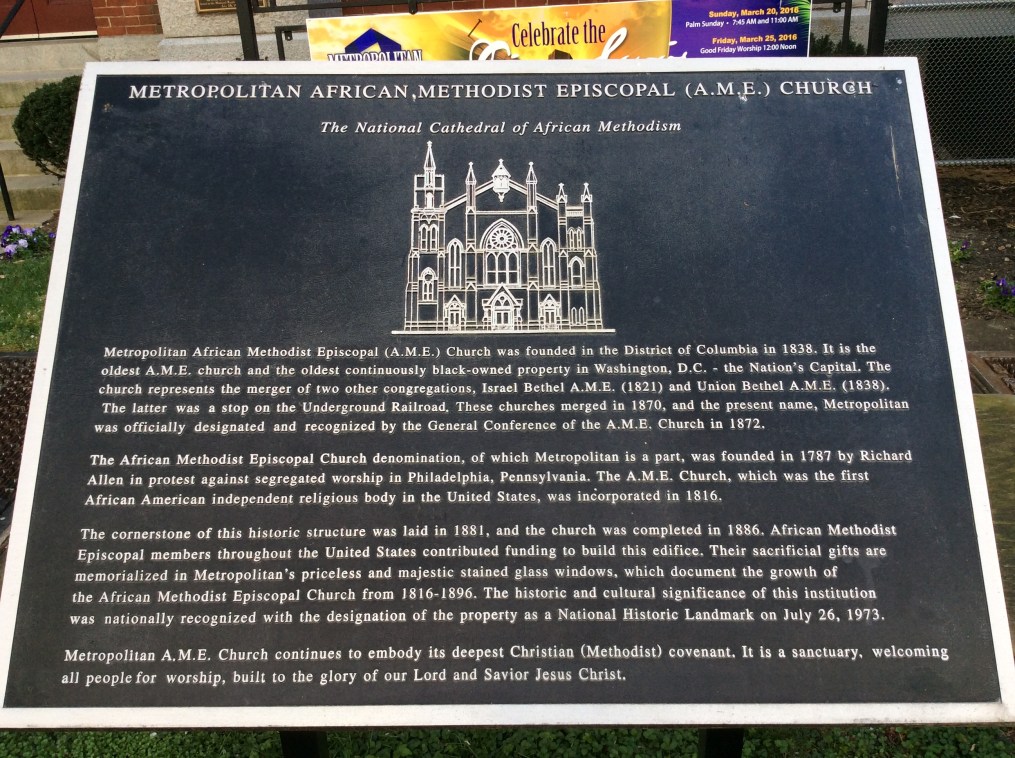 Celebrate the
Sunday, March 20, 2016
Palm Sunday • 7:45 AM and 11:00 AM
Friday, March 25, 2016
Good Friday Worship 12:00 Noon
METROPOLITAN
METROPOLITAN AFRICAN METHODIST EPISCOPAL (A.M.E.) CHURCH
The National Cathedral of African Methodism
Metropolitan African Methodist Episcopal (A.M.E.) Church was founded in the District of Columbia in 1838. It is the
oldest A.M.E. church and the oldest continuously black-owned property in Washington, D.C. - the Nation's Capital. The
church represents the merger of two other congregations, Israel Bethel A.M.E. (1821) and Union Bethel A.M.E. (1838).
The latter was a stop on the Underground Railroad. These churches merged in 1870, and the present name, Metropolitan
was officially designated and recognized by the General Conference of the A.M.E. Church in 1872.
The African Methodist Episcopal Church denomination, of which Metropolitan is a part, was founded in 1787 by Richard
Allen in protest against segregated worship in Philadelphia, Pennsylvania. The A.M.E. Church, which was the first
African American independent religious body in the United States, was incorporated in 1816.
The cornerstone of this historic structure was laid in 1881, and the church was completed in 1886. African Methodist
Episcopal members throughout the United States contributed funding to build this edifice. Their sacrificial gifts are
memorialized in Metropolitan's priceless and majestic stained glass windows, which document the growth of
the African Methodist Episcopal Church from 1816-1896. The historic and cultural significance of this institution
was nationally recognized with the designation of the property as a National Historic Landmark on July 26, 1973.
Metropolitan A.M.E. Church continues to embody its deepest Christian (Methodist) covenant. It is a sanctuary, welcoming
all people for worship, built to the glory of our Lord and Savior Jesus Christ.